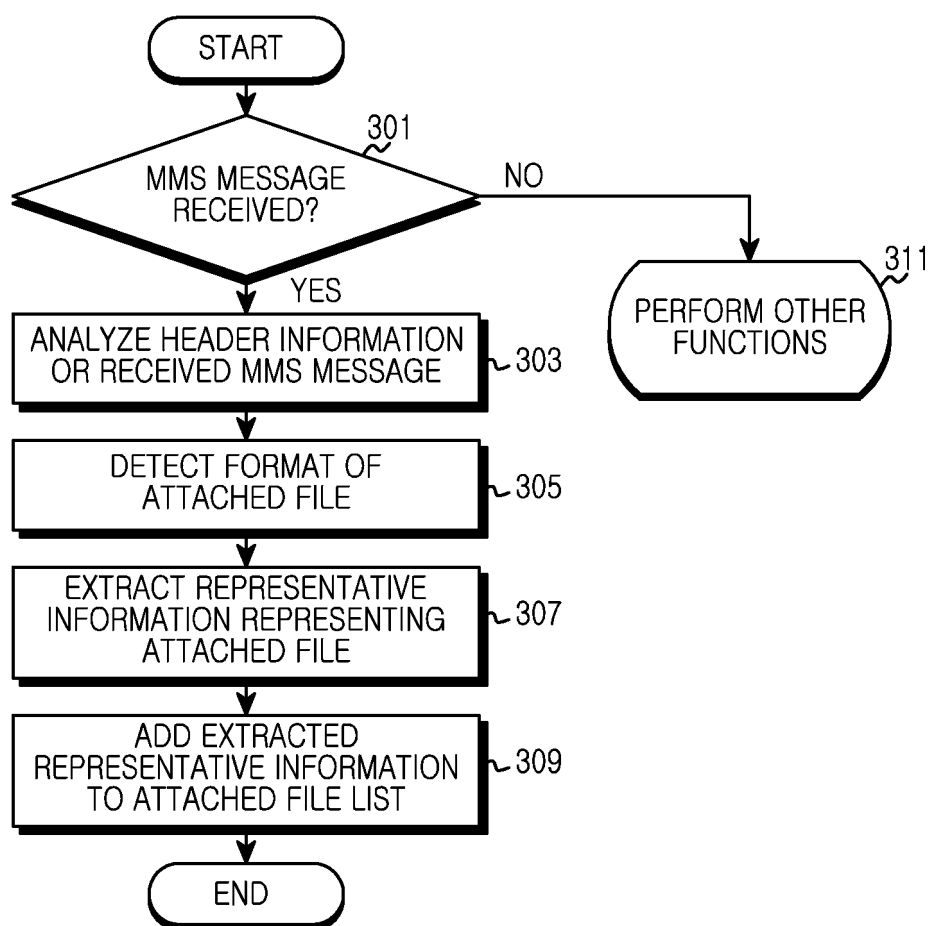 START
301
MMS MESSAGE
RECEIVED?
NO
YES
311
PERFORM OTHER
FUNCTIONS
ANALYZE HEADER INFORMATION
OR RECEIVED MMS MESSAGE
303
DETECT FORMAT OF
ATTACHED FILE
305
EXTRACT REPRESENTATIVE
INFORMATION REPRESENTING
ATTACHED FILE
307
ADD EXTRACTED
REPRESENTATIVE INFORMATION
TO ATTACHED FILE LIST
309
END